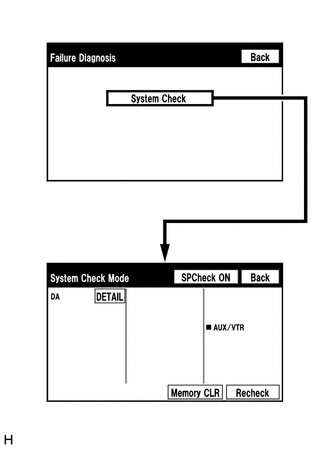 Failure Diagnosis
Back
System Check
System Check Mode
SPCheck ON
Back
DA
DETAIL
■ AUX/VTR
Memory CLR
Recheck
H